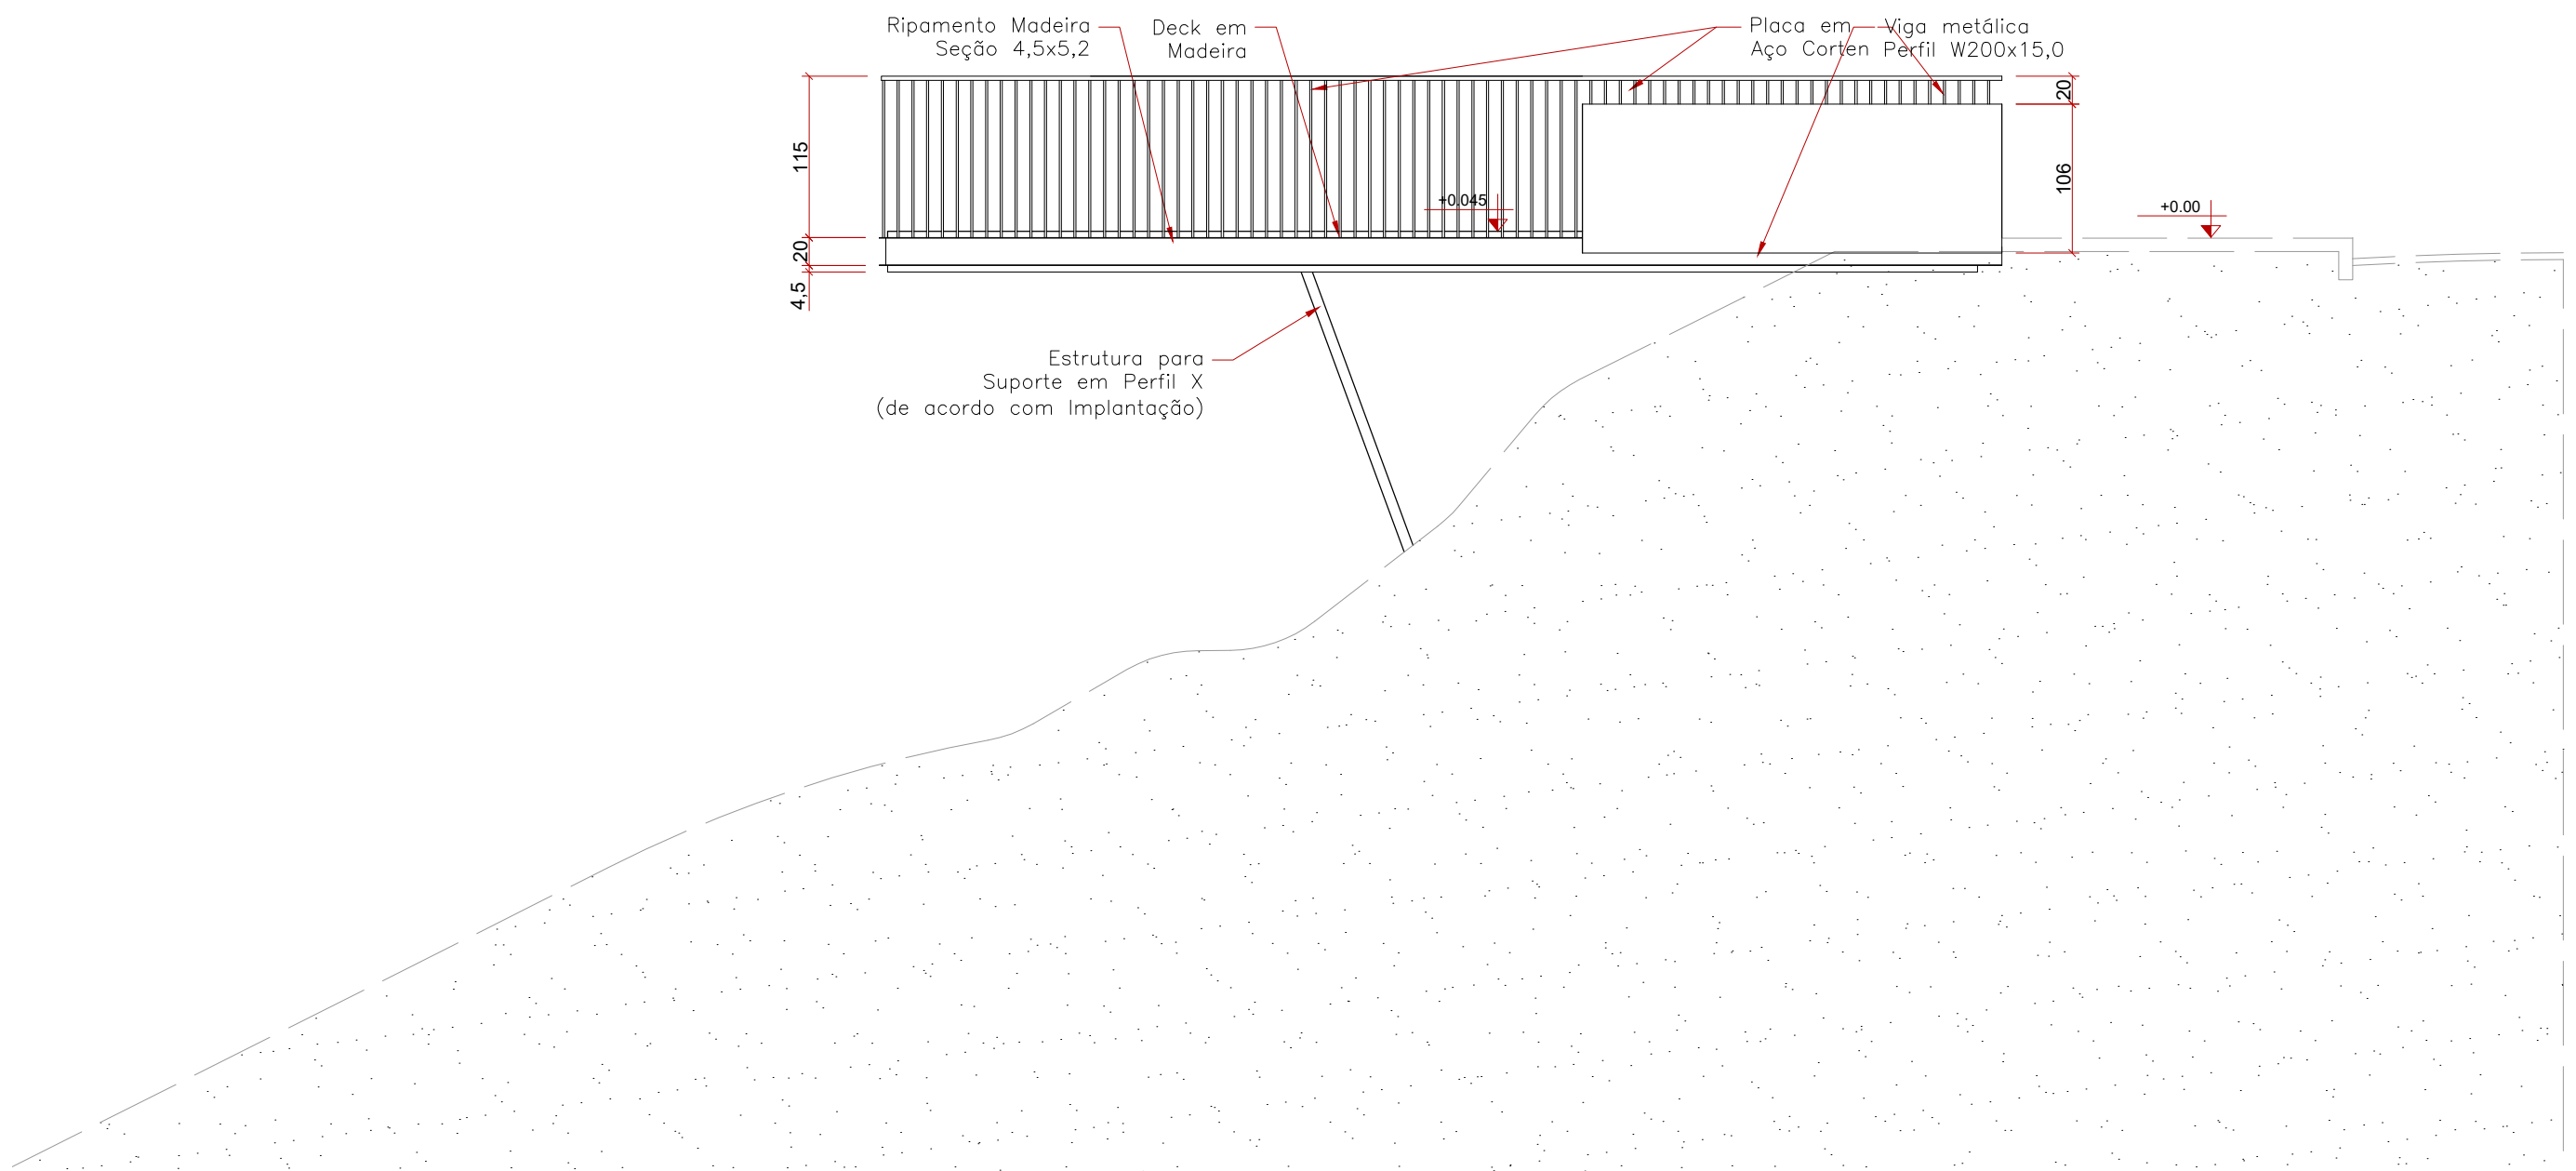 Ripamento Madeira
Seção 4,5x5,2
Deck em
Madeira
Placa em
Aço Corten
Viga metálica
Perfil W200x15,0
115
20
4,5
20
106
+0.045
+0.00
Estrutura para
Suporte em Perfil X
(de acordo com Implantação)